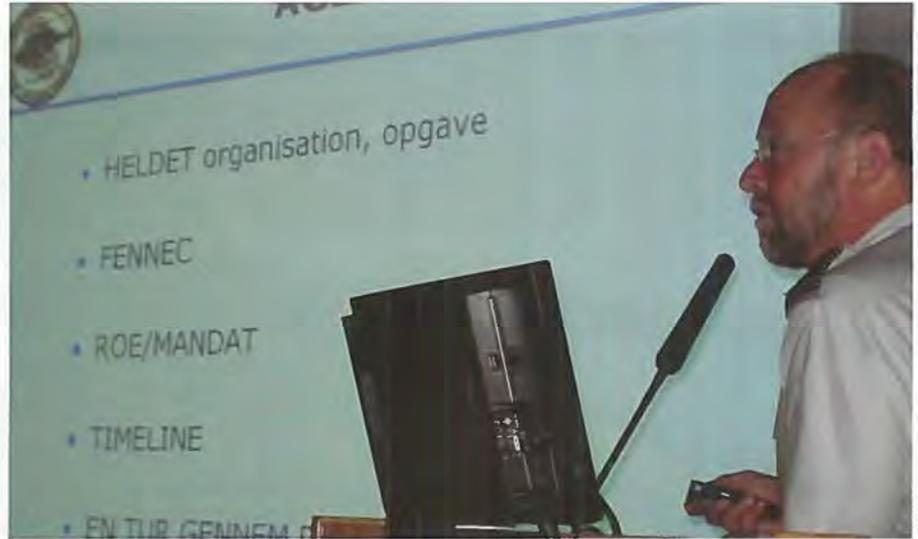 • HELDET organisation, opgave
• FENNEC
• ROE/MANDAT
• TIMELINE
• EN TUR GENNEM